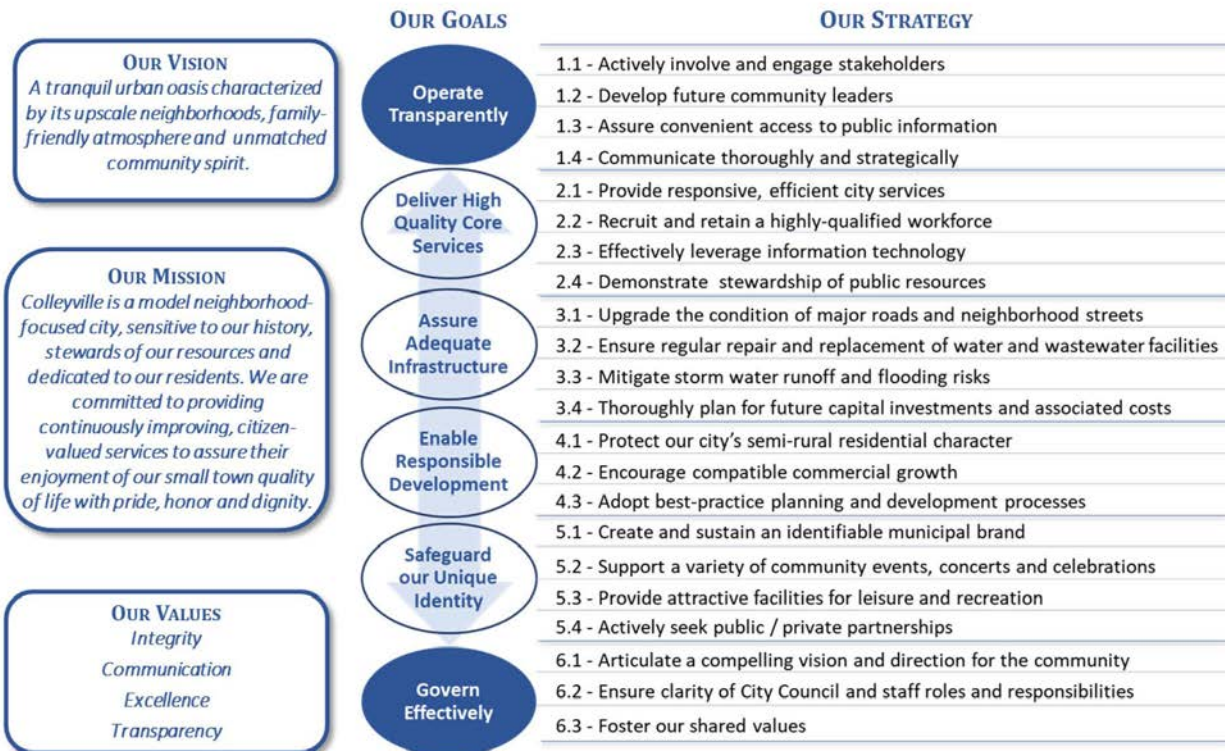 OUR VISION
A tranquil urban oasis characterized
by its upscale neighborhoods, family-
friendly atmosphere and unmatched
community spirit.
OUR MISSION
Colleyville is a model neighborhood-
focused city, sensitive to our history,
stewards of our resources and
dedicated to our residents. We are
committed to providing
continuously improving, citizen-
valued services to assure their
enjoyment of our small town quality
of life with pride, honor and dignity.
OUR VALUES
Integrity
Communication
Excellence
Transparency
OUR GOALS
Operate
Transparently
Deliver High
Quality Core
Services
Assure
Adequate
Infrastructure
Enable
Responsible
Development
Safeguard
our Unique
Identity
Govern
Effectively
OUR STRATEGY
1.1 - Actively involve and engage stakeholders
1.2 - Develop future community leaders
1.3 - Assure convenient access to public information
1.4 - Communicate thoroughly and strategically
2.1 - Provide responsive, efficient city services
2.2 - Recruit and retain a highly-qualified workforce
2.3 - Effectively leverage information technology
2.4 - Demonstrate stewardship of public resources
3.1 - Upgrade the condition of major roads and neighborhood streets
3.2 - Ensure regular repair and replacement of water and wastewater facilities
3.3 - Mitigate storm water runoff and flooding risks
3.4 - Thoroughly plan for future capital investments and associated costs
4.1 - Protect our city's semi-rural residential character
4.2 - Encourage compatible commercial growth
4.3 - Adopt best-practice planning and development processes
5.1 - Create and sustain an identifiable municipal brand
5.2 - Support a variety of community events, concerts and celebrations
5.3 - Provide attractive facilities for leisure and recreation
5.4 - Actively seek public / private partnerships
6.1 - Articulate a compelling vision and direction for the community
6.2 - Ensure clarity of City Council and staff roles and responsibilities
6.3 - Foster our shared values